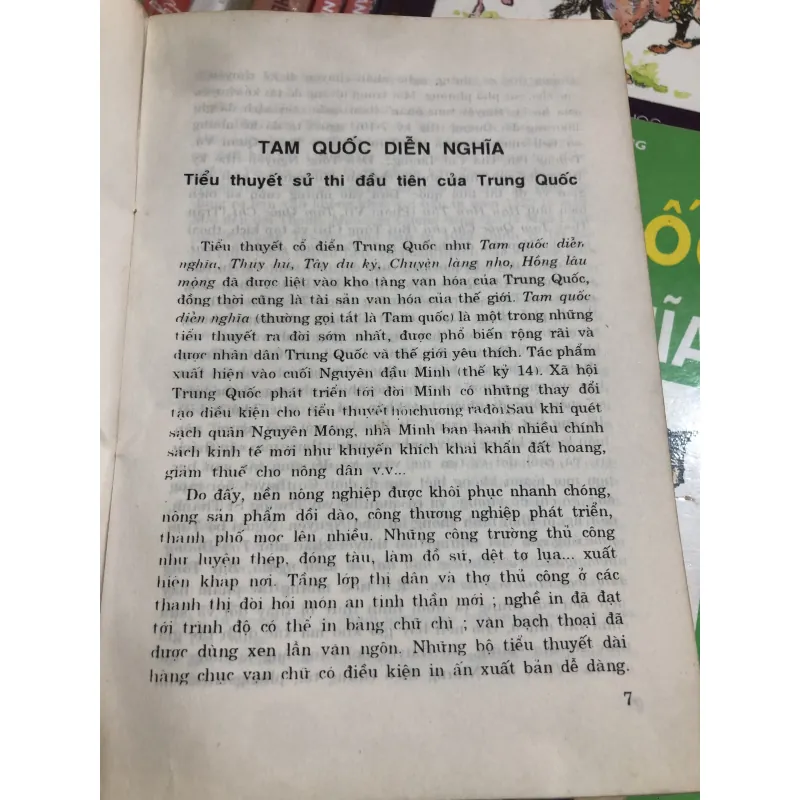 TAM QUỐC DIỄN NGHĨA
Tiểu thuyết sử thi đầu tiên của Trung Quốc
Tiểu thuyết cổ điển Trung Quốc như Tam quốc diễn
nghĩa, Thủy hử, Tây du ký, Chuyện làng nho, Hồng lâu
mộng đã được liệt vào kho tàng văn hóa của Trung Quốc,
đồng thời cũng là tài sản văn hóa của thế giới. Tam quốc
diễn nghĩa (thường gọi tắt là Tam quốc) là một trong những
tiểu thuyết ra đời sớm nhất, được phổ biến rộng rãi và
được nhân dân Trung Quốc và thế giới yêu thích. Tác phẩm
xuất hiện vào cuối Nguyên đầu Minh (thế kỷ 14). Xã hội
Trung Quốc phát triển tới đời Minh có những thay đổi
tạo điều kiện cho tiểu thuyết hồi chương ra đời. Sau khi quét
sạch quân Nguyên Mông, nhà Minh ban hành nhiều chính
sách kinh tế mới như khuyến khích khai khẩn đất hoang,
giảm thuế cho nông dân v.v...
Do đấy, nền nông nghiệp được khôi phục nhanh chóng,
nông sản phẩm dồi dào, công thương nghiệp phát triển,
thành phố mọc lên nhiều. Những công trường thủ công
như luyện thép, đóng tàu, làm đồ sứ, dệt tơ lụa... xuất
hiện khắp nơi. Tầng lớp thị dân và thợ thủ công ở các
thành thị đòi hỏi món ăn tinh thần mới ; nghề in đã đạt
tới trình độ có thể in bằng chữ chì ; văn bạch thoại đã
được dùng xen lẫn văn ngôn. Những bộ tiểu thuyết dài
hàng chục vạn chữ có điều kiện in ấn xuất bản dễ dàng.
7